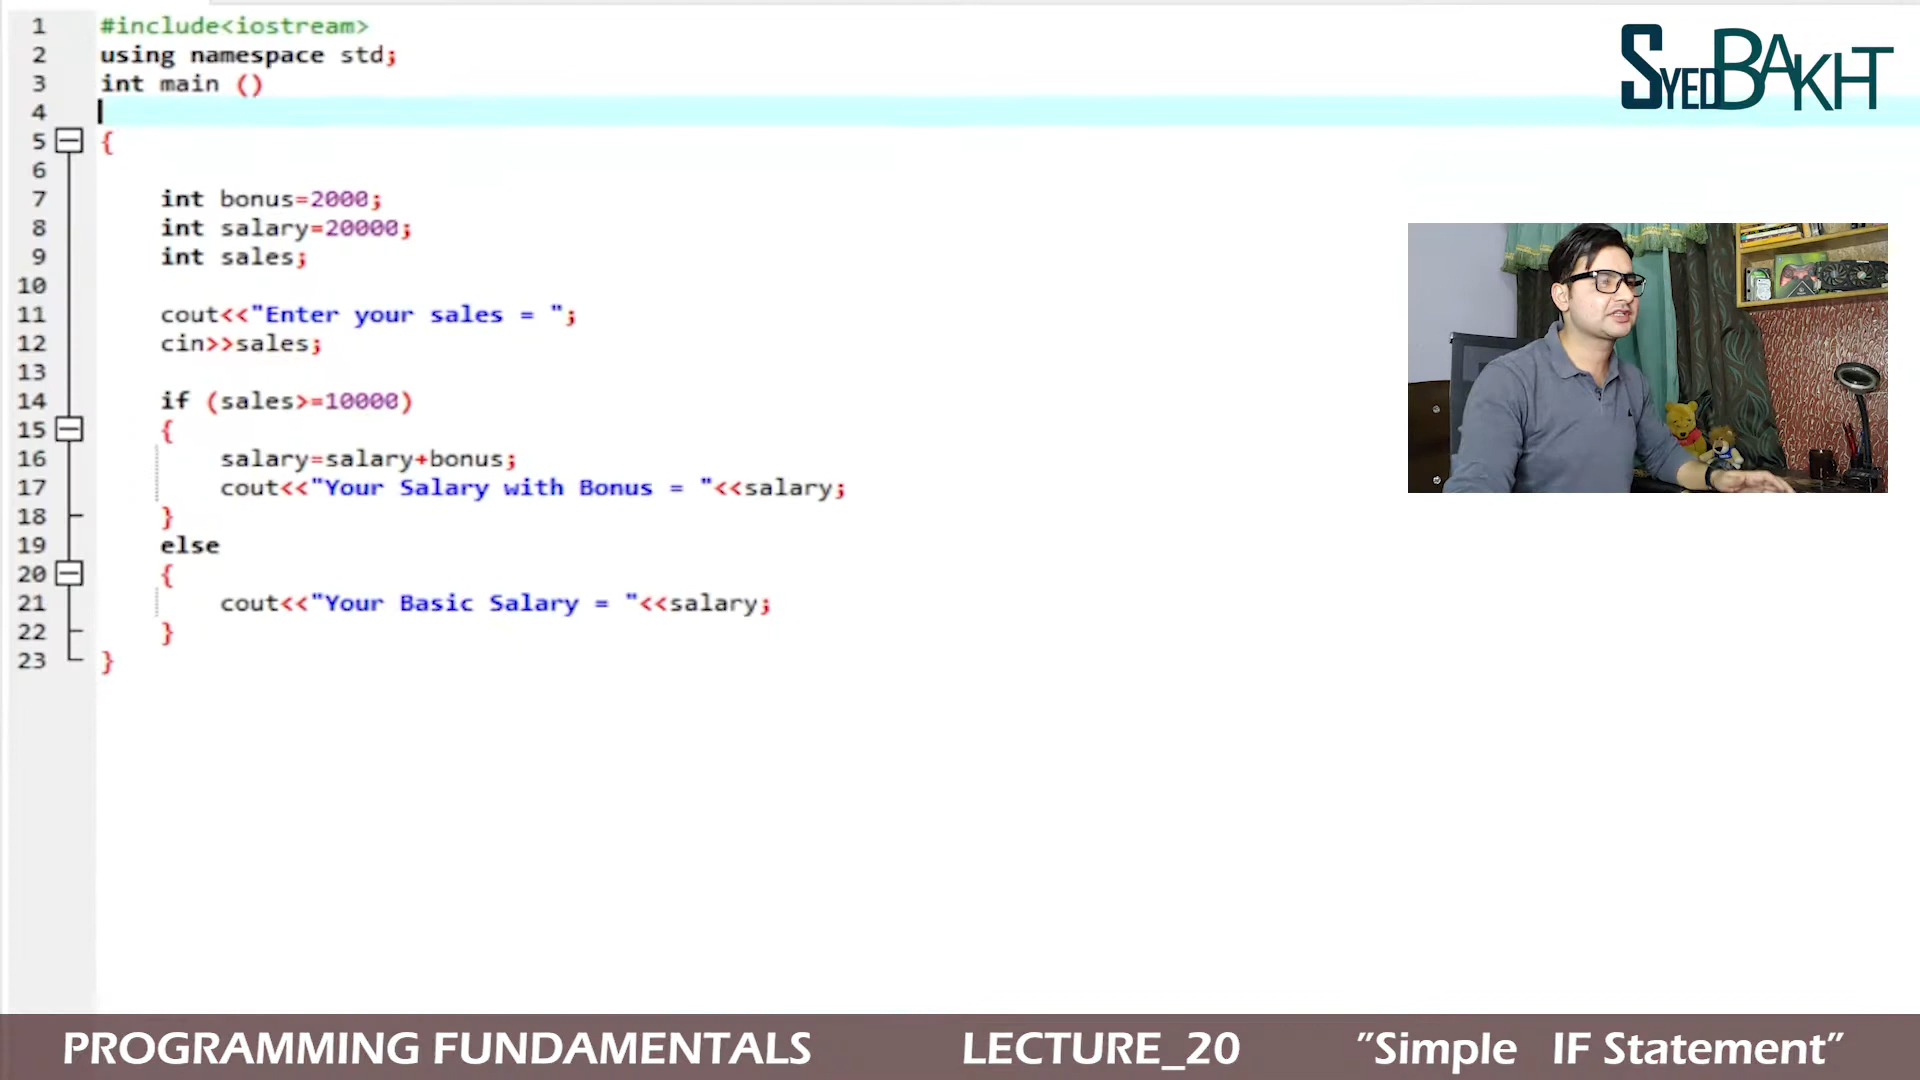 SYEDBAKHT
1 #include<iostream>
2 using namespace std;
3 int main ()
4
5 {
6
7 int bonus=2000;
8 int salary=20000;
9 int sales;
10
11 cout<<"Enter your sales = ";
12 cin>>sales;
13
14 if (sales>=10000)
15 {
16 salary=salary+bonus;
17 cout<<"Your Salary with Bonus = "<<salary;
18 }
19 else
20 {
21 cout<<"Your Basic Salary = "<<salary;
22 }
23 }
PROGRAMMING FUNDAMENTALS LECTURE_20 "Simple IF Statement"